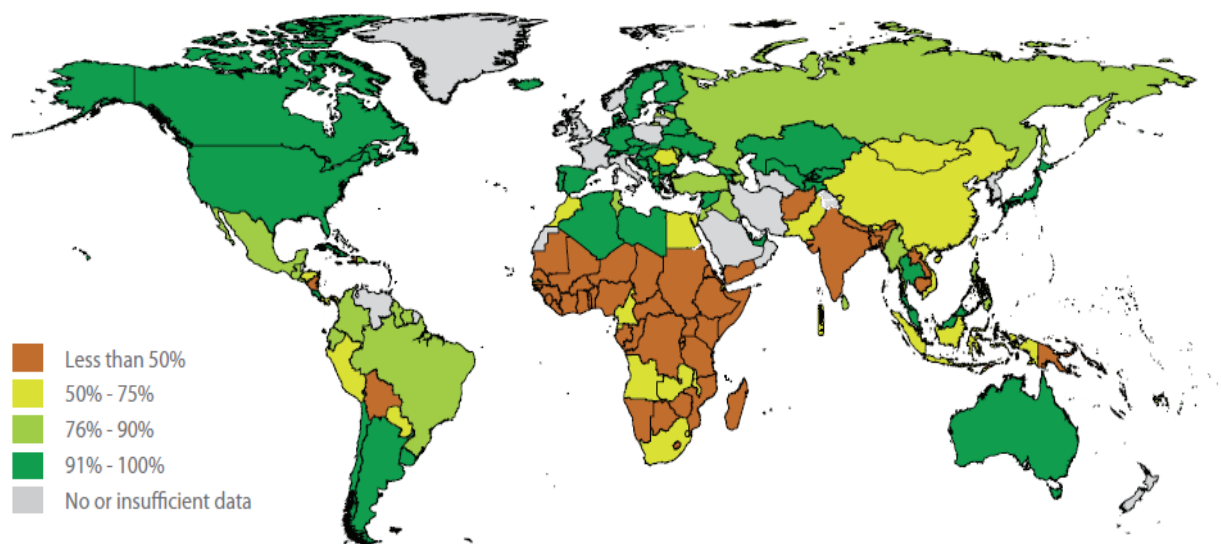 Less than 50%
50% - 75%
76% - 90%
91% - 100%
No or insufficient data